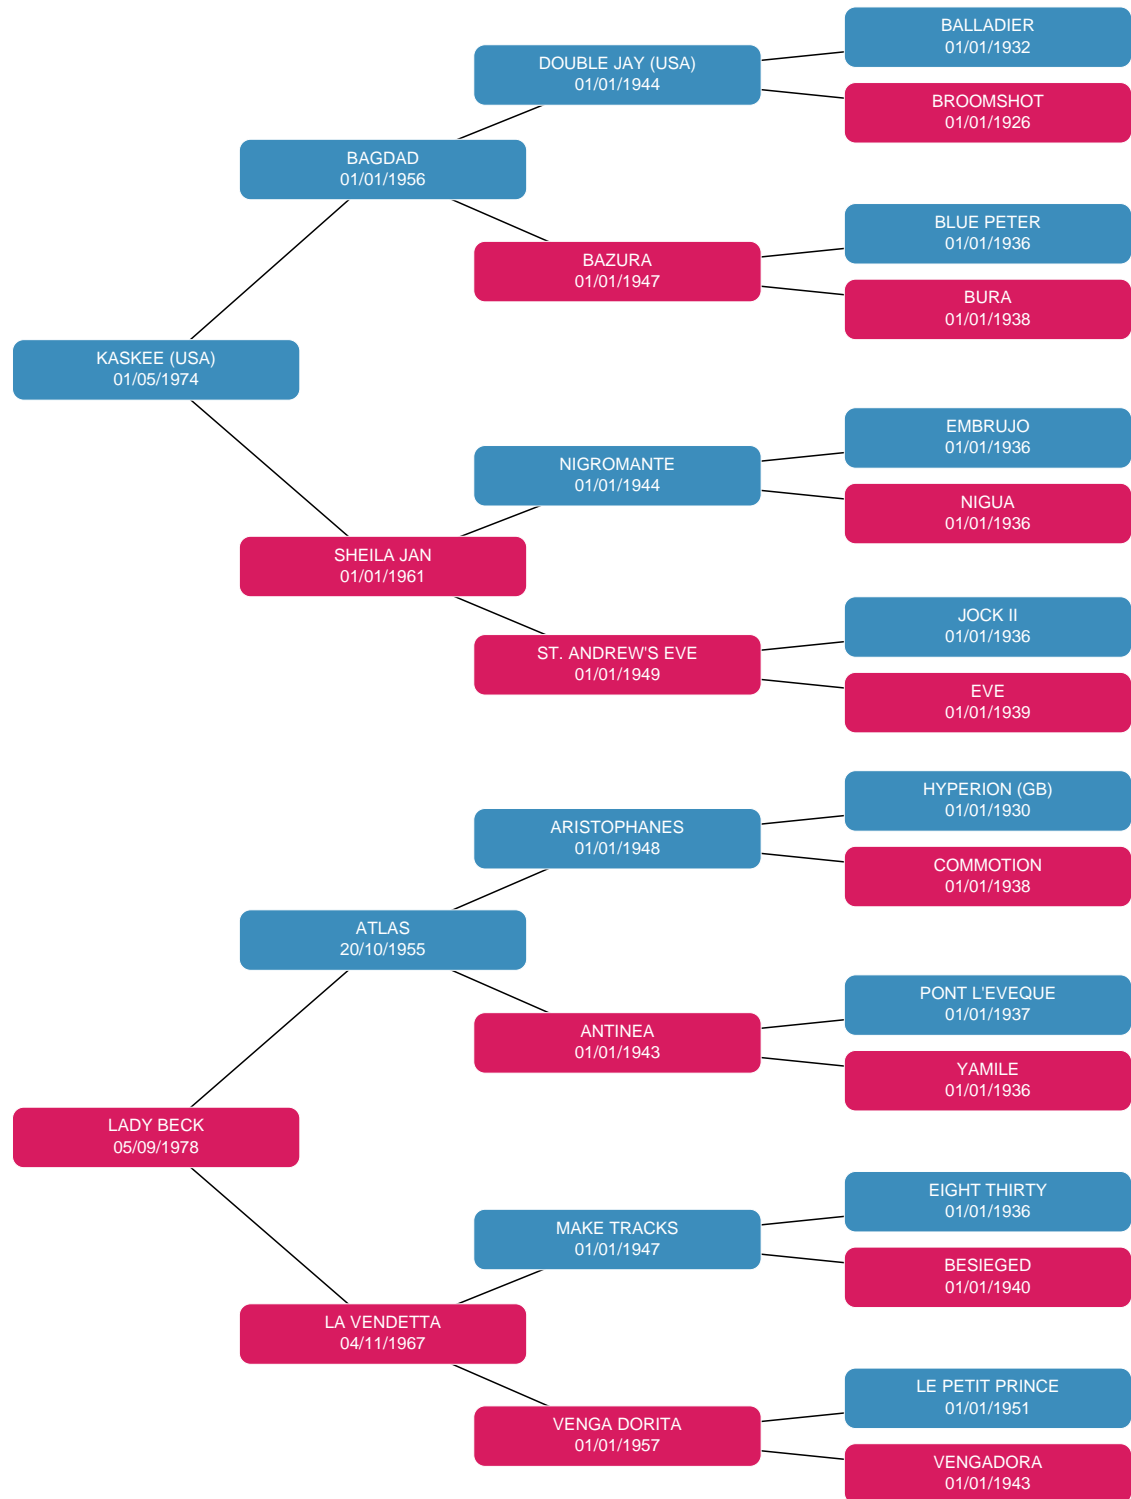 BALLADIER
01/01/1932
DOUBLE JAY (USA)
01/01/1944
BROOMSHOT
01/01/1926
BAGDAD
01/01/1956
BLUE PETER
01/01/1936
BAZURA
01/01/1947
BURA
01/01/1938
KASKEE (USA)
01/05/1974
EMBRUJO
01/01/1936
NIGROMANTE
01/01/1944
NIGUA
01/01/1936
SHEILA JAN
01/01/1961
JOCK II
01/01/1936
ST. ANDREW'S EVE
01/01/1949
EVE
01/01/1939
HYPERION (GB)
01/01/1930
ARISTOPHANES
01/01/1948
COMMOTION
01/01/1938
ATLAS
20/10/1955
PONT L'EVEQUE
01/01/1937
ANTINEA
01/01/1943
YAMILE
01/01/1936
LADY BECK
05/09/1978
EIGHT THIRTY
01/01/1936
MAKE TRACKS
01/01/1947
BESIEGED
01/01/1940
LA VENDETTA
04/11/1967
LE PETIT PRINCE
01/01/1951
VENGA DORITA
01/01/1957
VENGADORA
01/01/1943